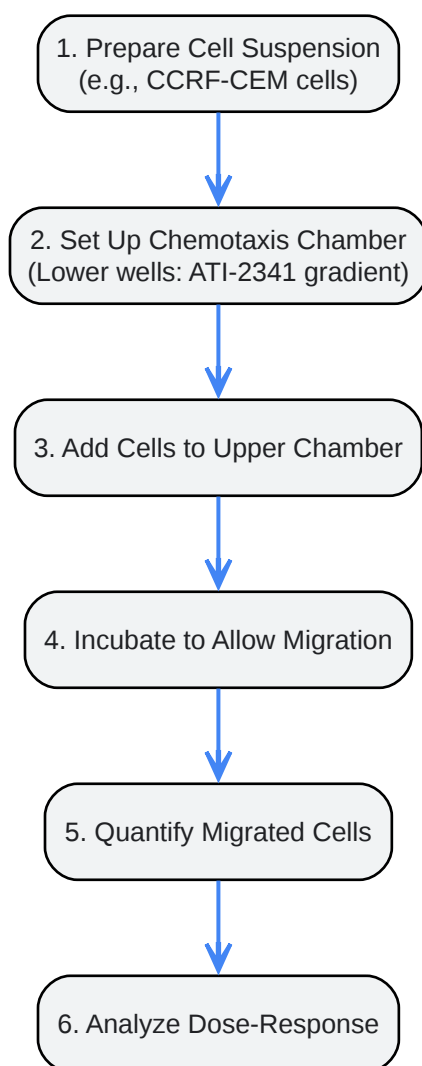 1. Prepare Cell Suspension
(e.g., CCRF-CEM cells)
2. Set Up Chemotaxis Chamber
(Lower wells: ATI-2341 gradient)
3. Add Cells to Upper Chamber
4. Incubate to Allow Migration
5. Quantify Migrated Cells
6. Analyze Dose-Response